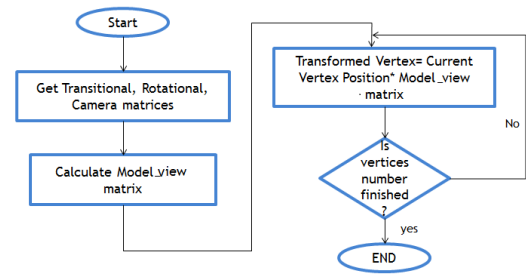 Start
Get Transitional, Rotational,
Camera matrices
Calculate Model_view
matrix
Transformed Vertex= Current
Vertex Position* Model_view
matrix
Is
vertices
number
finished
?
No
yes
END